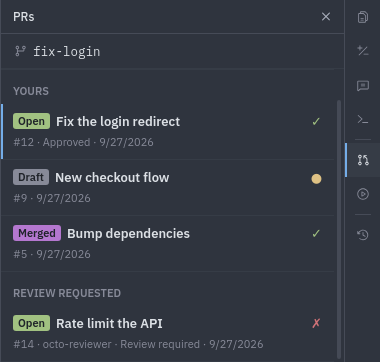 PRs
fix-login
YOURS
Open Fix the login redirect
#12 · Approved · 9/27/2026
Draft New checkout flow
#9 · 9/27/2026
Merged Bump dependencies
#5 · 9/27/2026
REVIEW REQUESTED
Open Rate limit the API
#14 · octo-reviewer · Review required · 9/27/2026